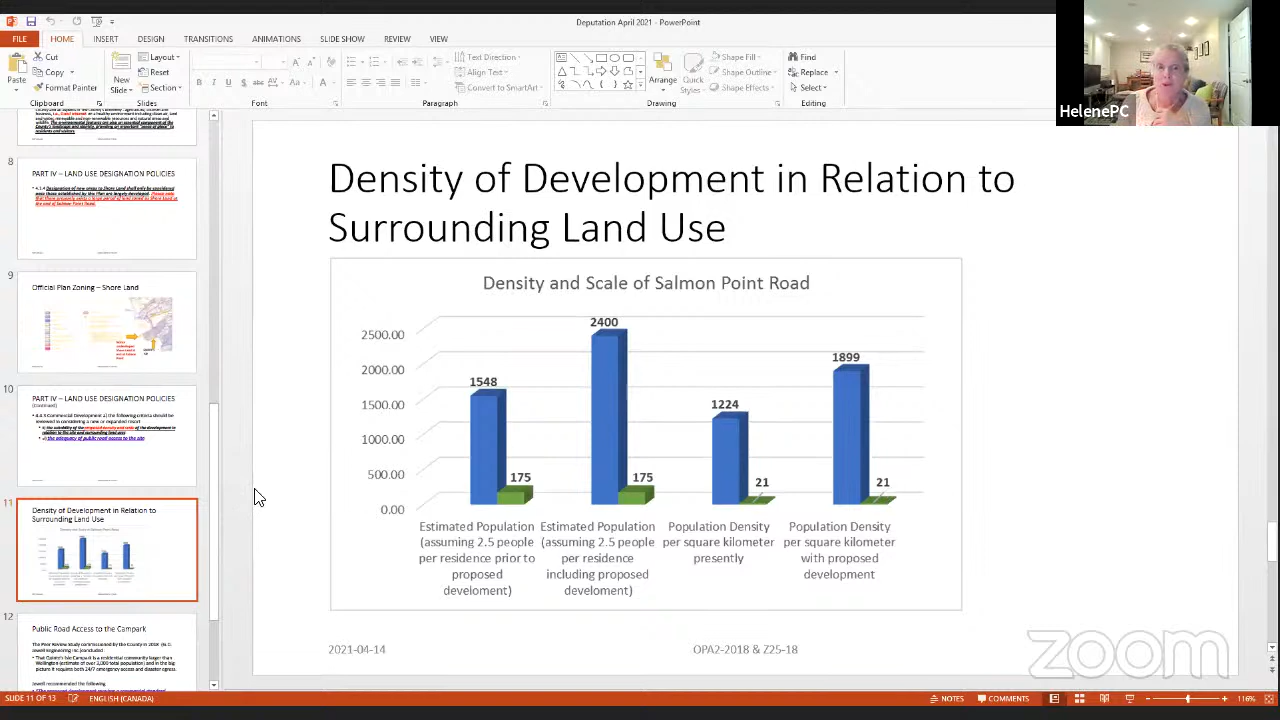 Deputation April 2021 - PowerPoint
FILE HOME INSERT DESIGN TRANSITIONS ANIMATIONS SLIDE SHOW REVIEW VIEW
Cut
Copy
Format Painter
Paste
Clipboard
New
Slide
Layout
Reset
Section
Slides
Font
Text Direction
Align Text
Convert to SmartArt
Paragraph
Arrange
Quick
Styles
Shape Fill
Shape Outline
Shape Effects
Drawing
Find
Replace
Select
Editing
HelenePC
8
PART IV – LAND USE DESIGNATION POLICIES
9
Official Plan Zoning – Shore Land
10
PART IV – LAND USE DESIGNATION POLICIES
(Continued)
11
Density of Development in Relation to
Surrounding Land Use
12
Public Road Access to the Campark
Density of Development in Relation to
Surrounding Land Use
Density and Scale of Salmon Point Road
2500.00
2000.00
1500.00
1000.00
500.00
0.00
1548
175
2400
175
1224
21
1899
21
Estimated Population
(assuming 2.5 people
per residence prior to
proposed
develoment)
Estimated Population
(assuming 2.5 people
per residence
including proposed
develoment)
Population Density
per square kilometer
presently
Population Density
per square kilometer
with proposed
development
2021-04-14
OPA2-2018 & Z25-18
zoom
SLIDE 11 OF 13 ENGLISH (CANADA)
NOTES COMMENTS 116%